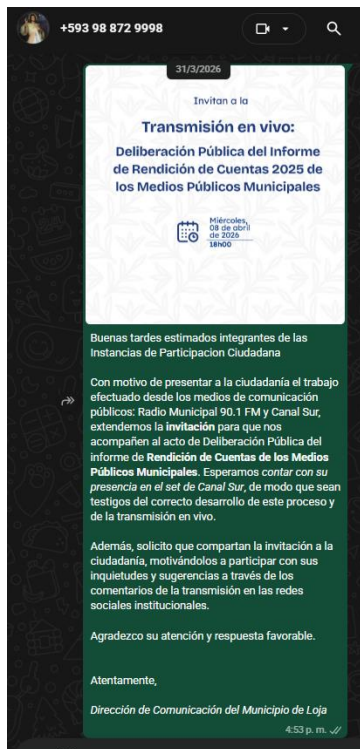 +593 98 872 9998
31/3/2026
Invitan a la
Transmisión en vivo:
Deliberación Pública del Informe
de Rendición de Cuentas 2025 de
los Medios Públicos Municipales
Miércoles,
08 de abril
de 2026
18h00
Buenas tardes estimados integrantes de las
Instancias de Participacion Ciudadana
Con motivo de presentar a la ciudadanía el trabajo
efectuado desde los medios de comunicación
públicos: Radio Municipal 90.1 FM y Canal Sur,
extendemos la invitación para que nos
acompañen al acto de Deliberación Pública del
informe de Rendición de Cuentas de los Medios
Públicos Municipales. Esperamos contar con su
presencia en el set de Canal Sur, de modo que sean
testigos del correcto desarrollo de este proceso y
de la transmisión en vivo.
Además, solicito que compartan la invitación a la
ciudadanía, motivándolos a participar con sus
inquietudes y sugerencias a través de los
comentarios de la transmisión en las redes
sociales institucionales.
Agradezco su atención y respuesta favorable.
Atentamente,
Dirección de Comunicación del Municipio de Loja
4:53 p. m.